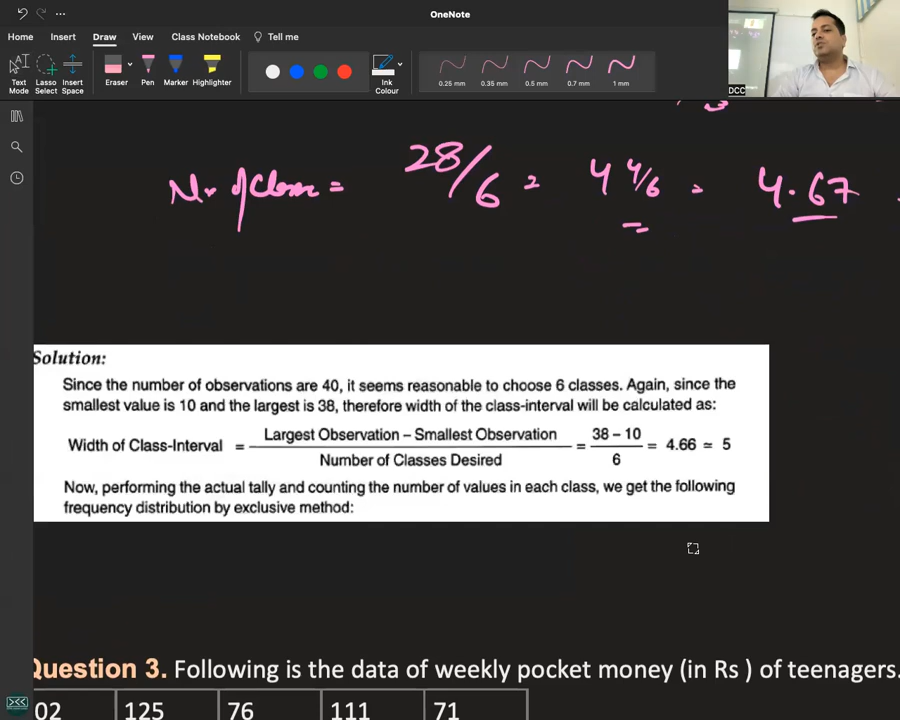 OneNote
Home Insert Draw View Class Notebook Tell me
Text Mode
Lasso Select
Insert Space
Eraser
Pen
Marker
Highlighter
Ink Colour
0.25 mm 0.35 mm 0.5 mm 0.7 mm 1 mm
DCC
No. of Class = 28/6 = 4 4/6 = 4.67
Solution:
Since the number of observations are 40, it seems reasonable to choose 6 classes. Again, since the
smallest value is 10 and the largest is 38, therefore width of the class-interval will be calculated as:
Width of Class-Interval = Largest Observation – Smallest Observation / Number of Classes Desired = 38 – 10 / 6 = 4.66 ≃ 5
Now, performing the actual tally and counting the number of values in each class, we get the following
frequency distribution by exclusive method:
Question 3. Following is the data of weekly pocket money (in Rs ) of teenagers.
02 125 76 111 71